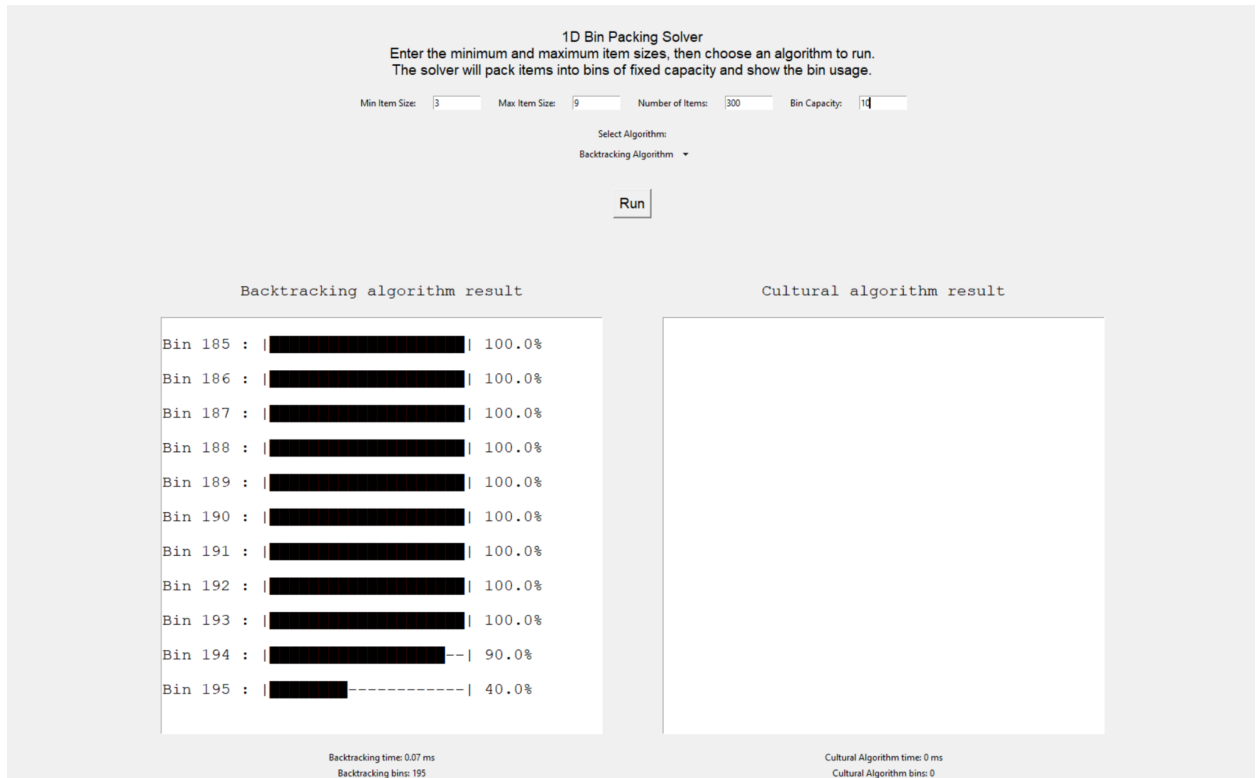 1D Bin Packing Solver
Enter the minimum and maximum item sizes, then choose an algorithm to run.
The solver will pack items into bins of fixed capacity and show the bin usage.
Min Item Size: 3 Max Item Size: 9 Number of Items: 300 Bin Capacity: 10
Select Algorithm:
Backtracking Algorithm
Run
Backtracking algorithm result Cultural algorithm result
Bin 185 : |████████████████████| 100.0%
Bin 186 : |████████████████████| 100.0%
Bin 187 : |████████████████████| 100.0%
Bin 188 : |████████████████████| 100.0%
Bin 189 : |████████████████████| 100.0%
Bin 190 : |████████████████████| 100.0%
Bin 191 : |████████████████████| 100.0%
Bin 192 : |████████████████████| 100.0%
Bin 193 : |████████████████████| 100.0%
Bin 194 : |██████████████████--| 90.0%
Bin 195 : |████████------------| 40.0%
Backtracking time: 0.07 ms Cultural Algorithm time: 0 ms
Backtracking bins: 195 Cultural Algorithm bins: 0